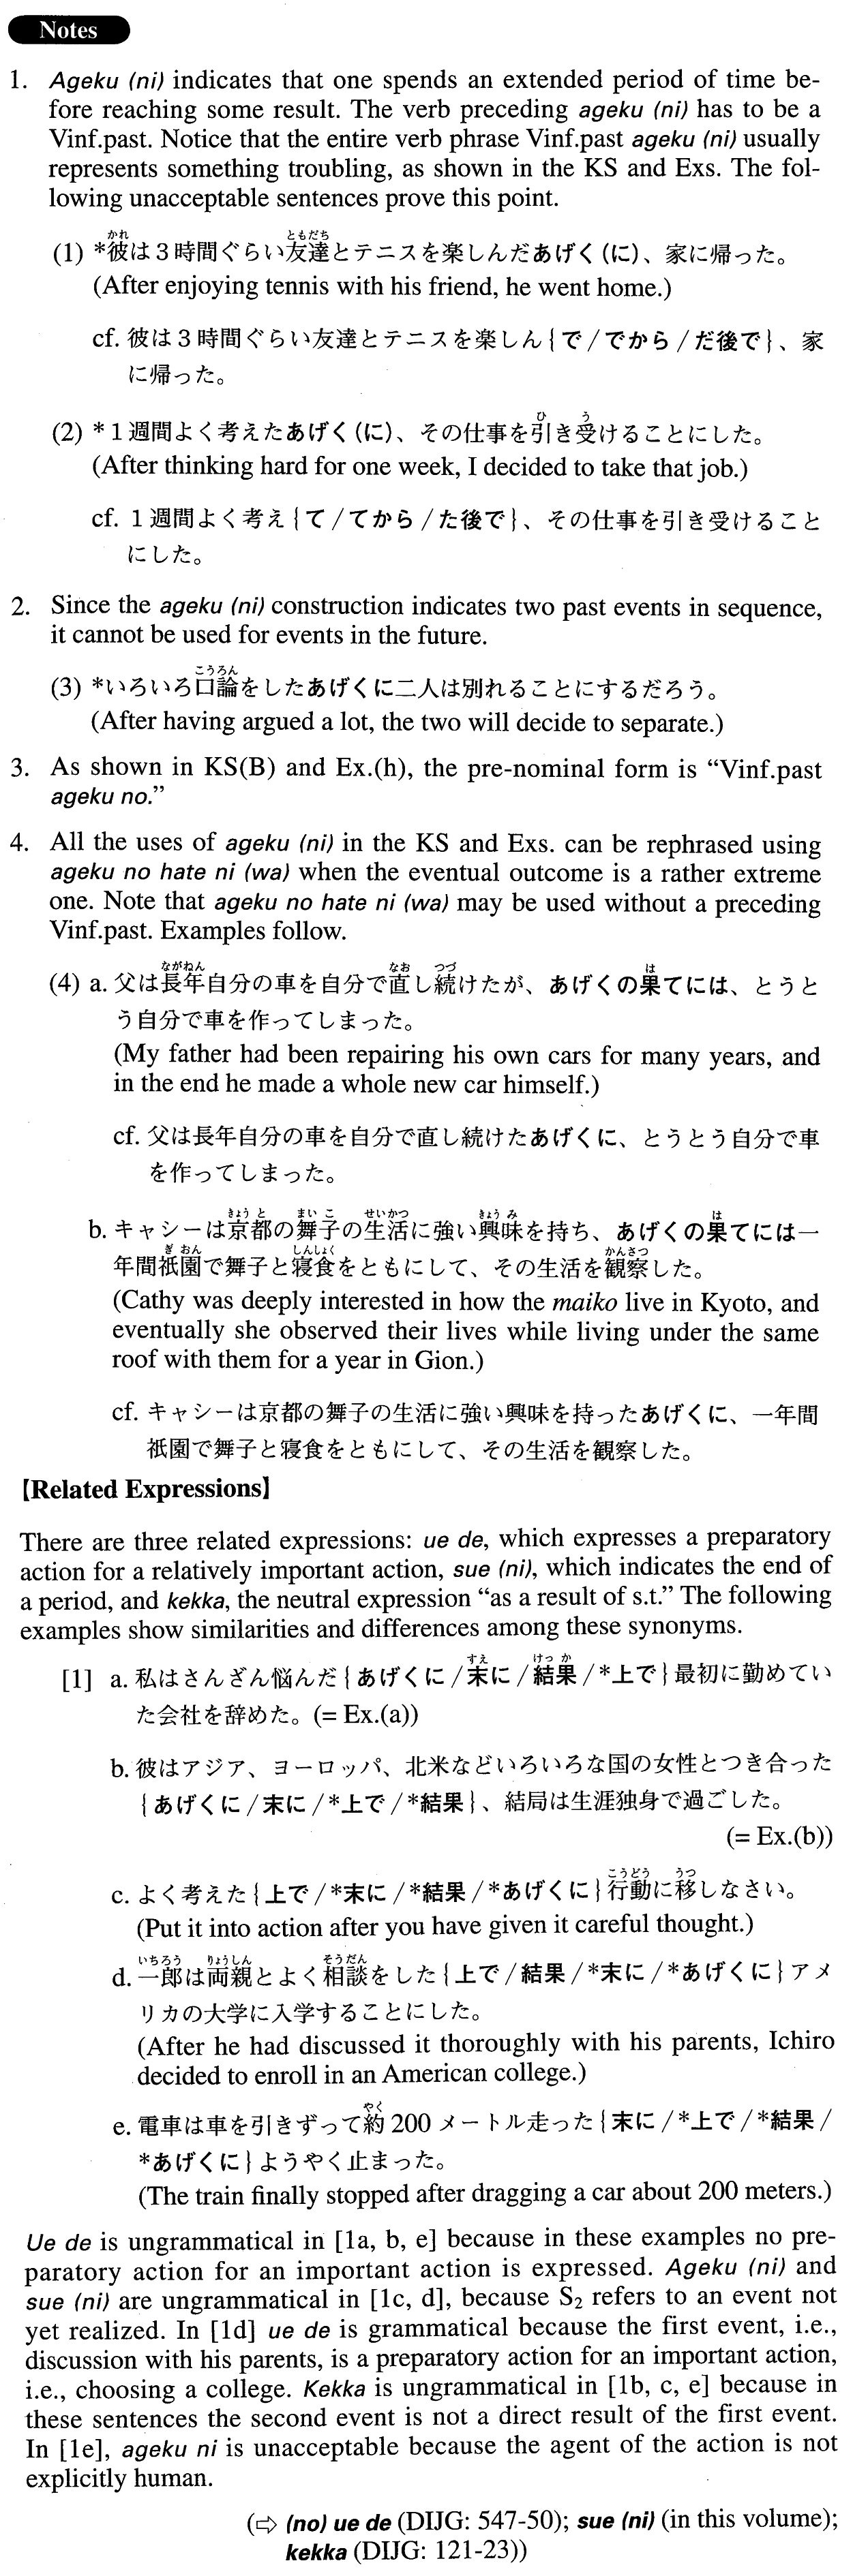 Notes
1. Ageku (ni) indicates that one spends an extended period of time be-
fore reaching some result. The verb preceding ageku (ni) has to be a
Vinf.past. Notice that the entire verb phrase Vinf.past ageku (ni) usually
represents something troubling, as shown in the KS and Exs. The fol-
lowing unacceptable sentences prove this point.
かれ ともだち
(1) *彼は3時間ぐらい友達とテニスを楽しんだあげく(に)、家に帰った。
(After enjoying tennis with his friend, he went home.)
cf. 彼は3時間ぐらい友達とテニスを楽しん{で/でから/だ後で}、家
に帰った。
ひ う
(2) *1週間よく考えたあげく(に)、その仕事を引き受けることにした。
(After thinking hard for one week, I decided to take that job.)
cf. 1週間よく考え{て/てから/た後で}、その仕事を引き受けること
にした。
2. Since the ageku (ni) construction indicates two past events in sequence,
it cannot be used for events in the future.
こうろん
(3) *いろいろ口論をしたあげくに二人は別れることにするだろう。
(After having argued a lot, the two will decide to separate.)
3. As shown in KS(B) and Ex.(h), the pre-nominal form is “Vinf.past
ageku no.”
4. All the uses of ageku (ni) in the KS and Exs. can be rephrased using
ageku no hate ni (wa) when the eventual outcome is a rather extreme
one. Note that ageku no hate ni (wa) may be used without a preceding
Vinf.past. Examples follow.
ながねん なお つづ は
(4) a. 父は長年自分の車を自分で直し続けたが、あげくの果てには、とうと
う自分で車を作ってしまった。
(My father had been repairing his own cars for many years, and
in the end he made a whole new car himself.)
cf. 父は長年自分の車を自分で直し続けたあげくに、とうとう自分で車
を作ってしまった。
きょう と まい こ せいかつ きょう み は
b. キャシーは京都の舞子の生活に強い興味を持ち、あげくの果てには一
ぎ おん しんしょく かんさつ
年間祇園で舞子と寝食をともにして、その生活を観察した。
(Cathy was deeply interested in how the maiko live in Kyoto, and
eventually she observed their lives while living under the same
roof with them for a year in Gion.)
cf. キャシーは京都の舞子の生活に強い興味を持ったあげくに、一年間
祇園で舞子と寝食をともにして、その生活を観察した。
【Related Expressions】
There are three related expressions: ue de, which expresses a preparatory
action for a relatively important action, sue (ni), which indicates the end of
a period, and kekka, the neutral expression “as a result of s.t.” The following
examples show similarities and differences among these synonyms.
すえ けっ か
[1] a. 私はさんざん悩んだ{あげくに/末に/結果/*上で}最初に勤めてい
た会社を辞めた。(= Ex.(a))
b. 彼はアジア、ヨーロッパ、北米などいろいろな国の女性とつき合った
{あげくに/末に/*上で/*結果}、結局は生涯独身で過ごした。
(= Ex.(b))
こうどう うつ
c. よく考えた{上で/*末に/*結果/*あげくに}行動に移しなさい。
(Put it into action after you have given it careful thought.)
いちろう りょうしん そうだん
d. 一郎は両親とよく相談をした{上で/結果/*末に/*あげくに}アメ
リカの大学に入学することにした。
(After he had discussed it thoroughly with his parents, Ichiro
decided to enroll in an American college.)
やく
e. 電車は車を引きずって約200メートル走った{末に/*上で/*結果/
*あげくに}ようやく止まった。
(The train finally stopped after dragging a car about 200 meters.)
Ue de is ungrammatical in [1a, b, e] because in these examples no pre-
paratory action for an important action is expressed. Ageku (ni) and
sue (ni) are ungrammatical in [1c, d], because S₂ refers to an event not
yet realized. In [1d] ue de is grammatical because the first event, i.e.,
discussion with his parents, is a preparatory action for an important action,
i.e., choosing a college. Kekka is ungrammatical in [1b, c, e] because in
these sentences the second event is not a direct result of the first event.
In [1e], ageku ni is unacceptable because the agent of the action is not
explicitly human.
(⇨ (no) ue de (DIJG: 547-50); sue (ni) (in this volume);
kekka (DIJG: 121-23))